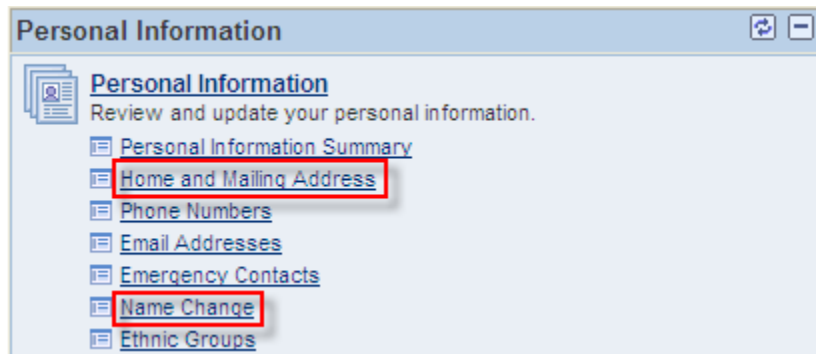 Personal Information
Personal Information
Review and update your personal information.
Personal Information Summary
Home and Mailing Address
Phone Numbers
Email Addresses
Emergency Contacts
Name Change
Ethnic Groups